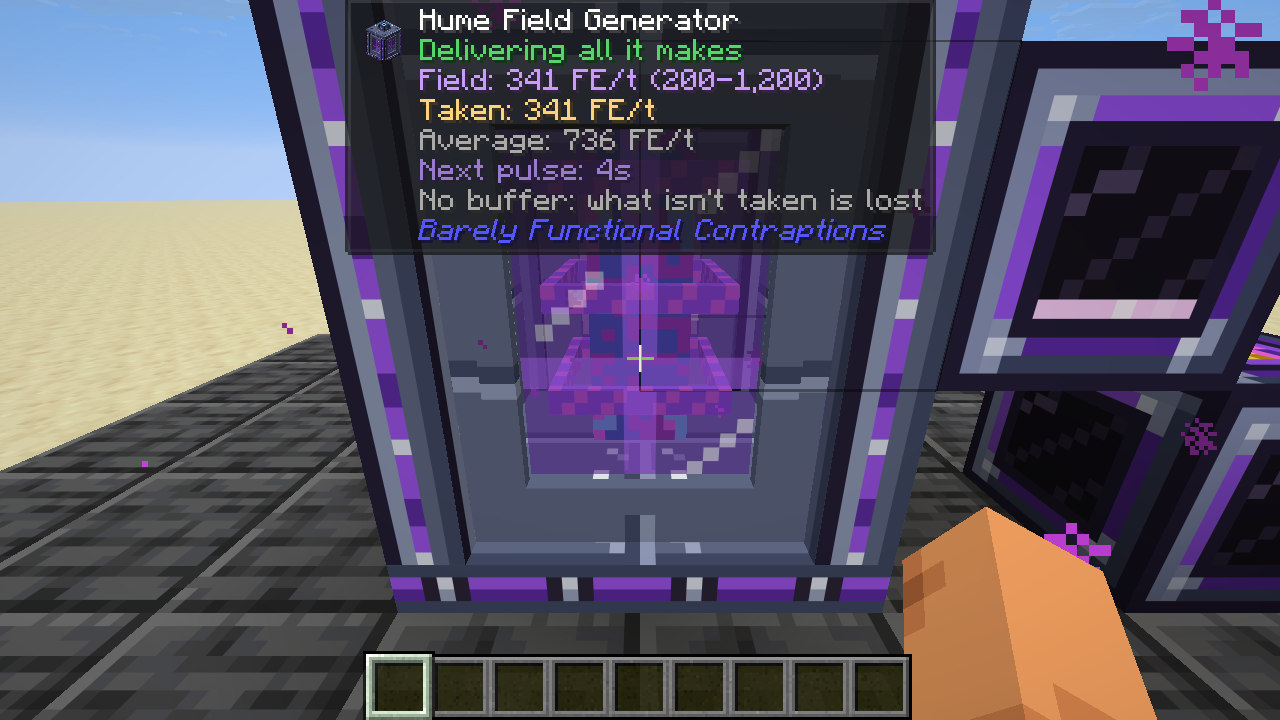 Hume Field Generator
Delivering all it makes
Field: 341 FE/t (200-1,200)
Taken: 341 FE/t
Average: 736 FE/t
Next pulse: 4s
No buffer: what isn't taken is lost
Barely Functional Contraptions